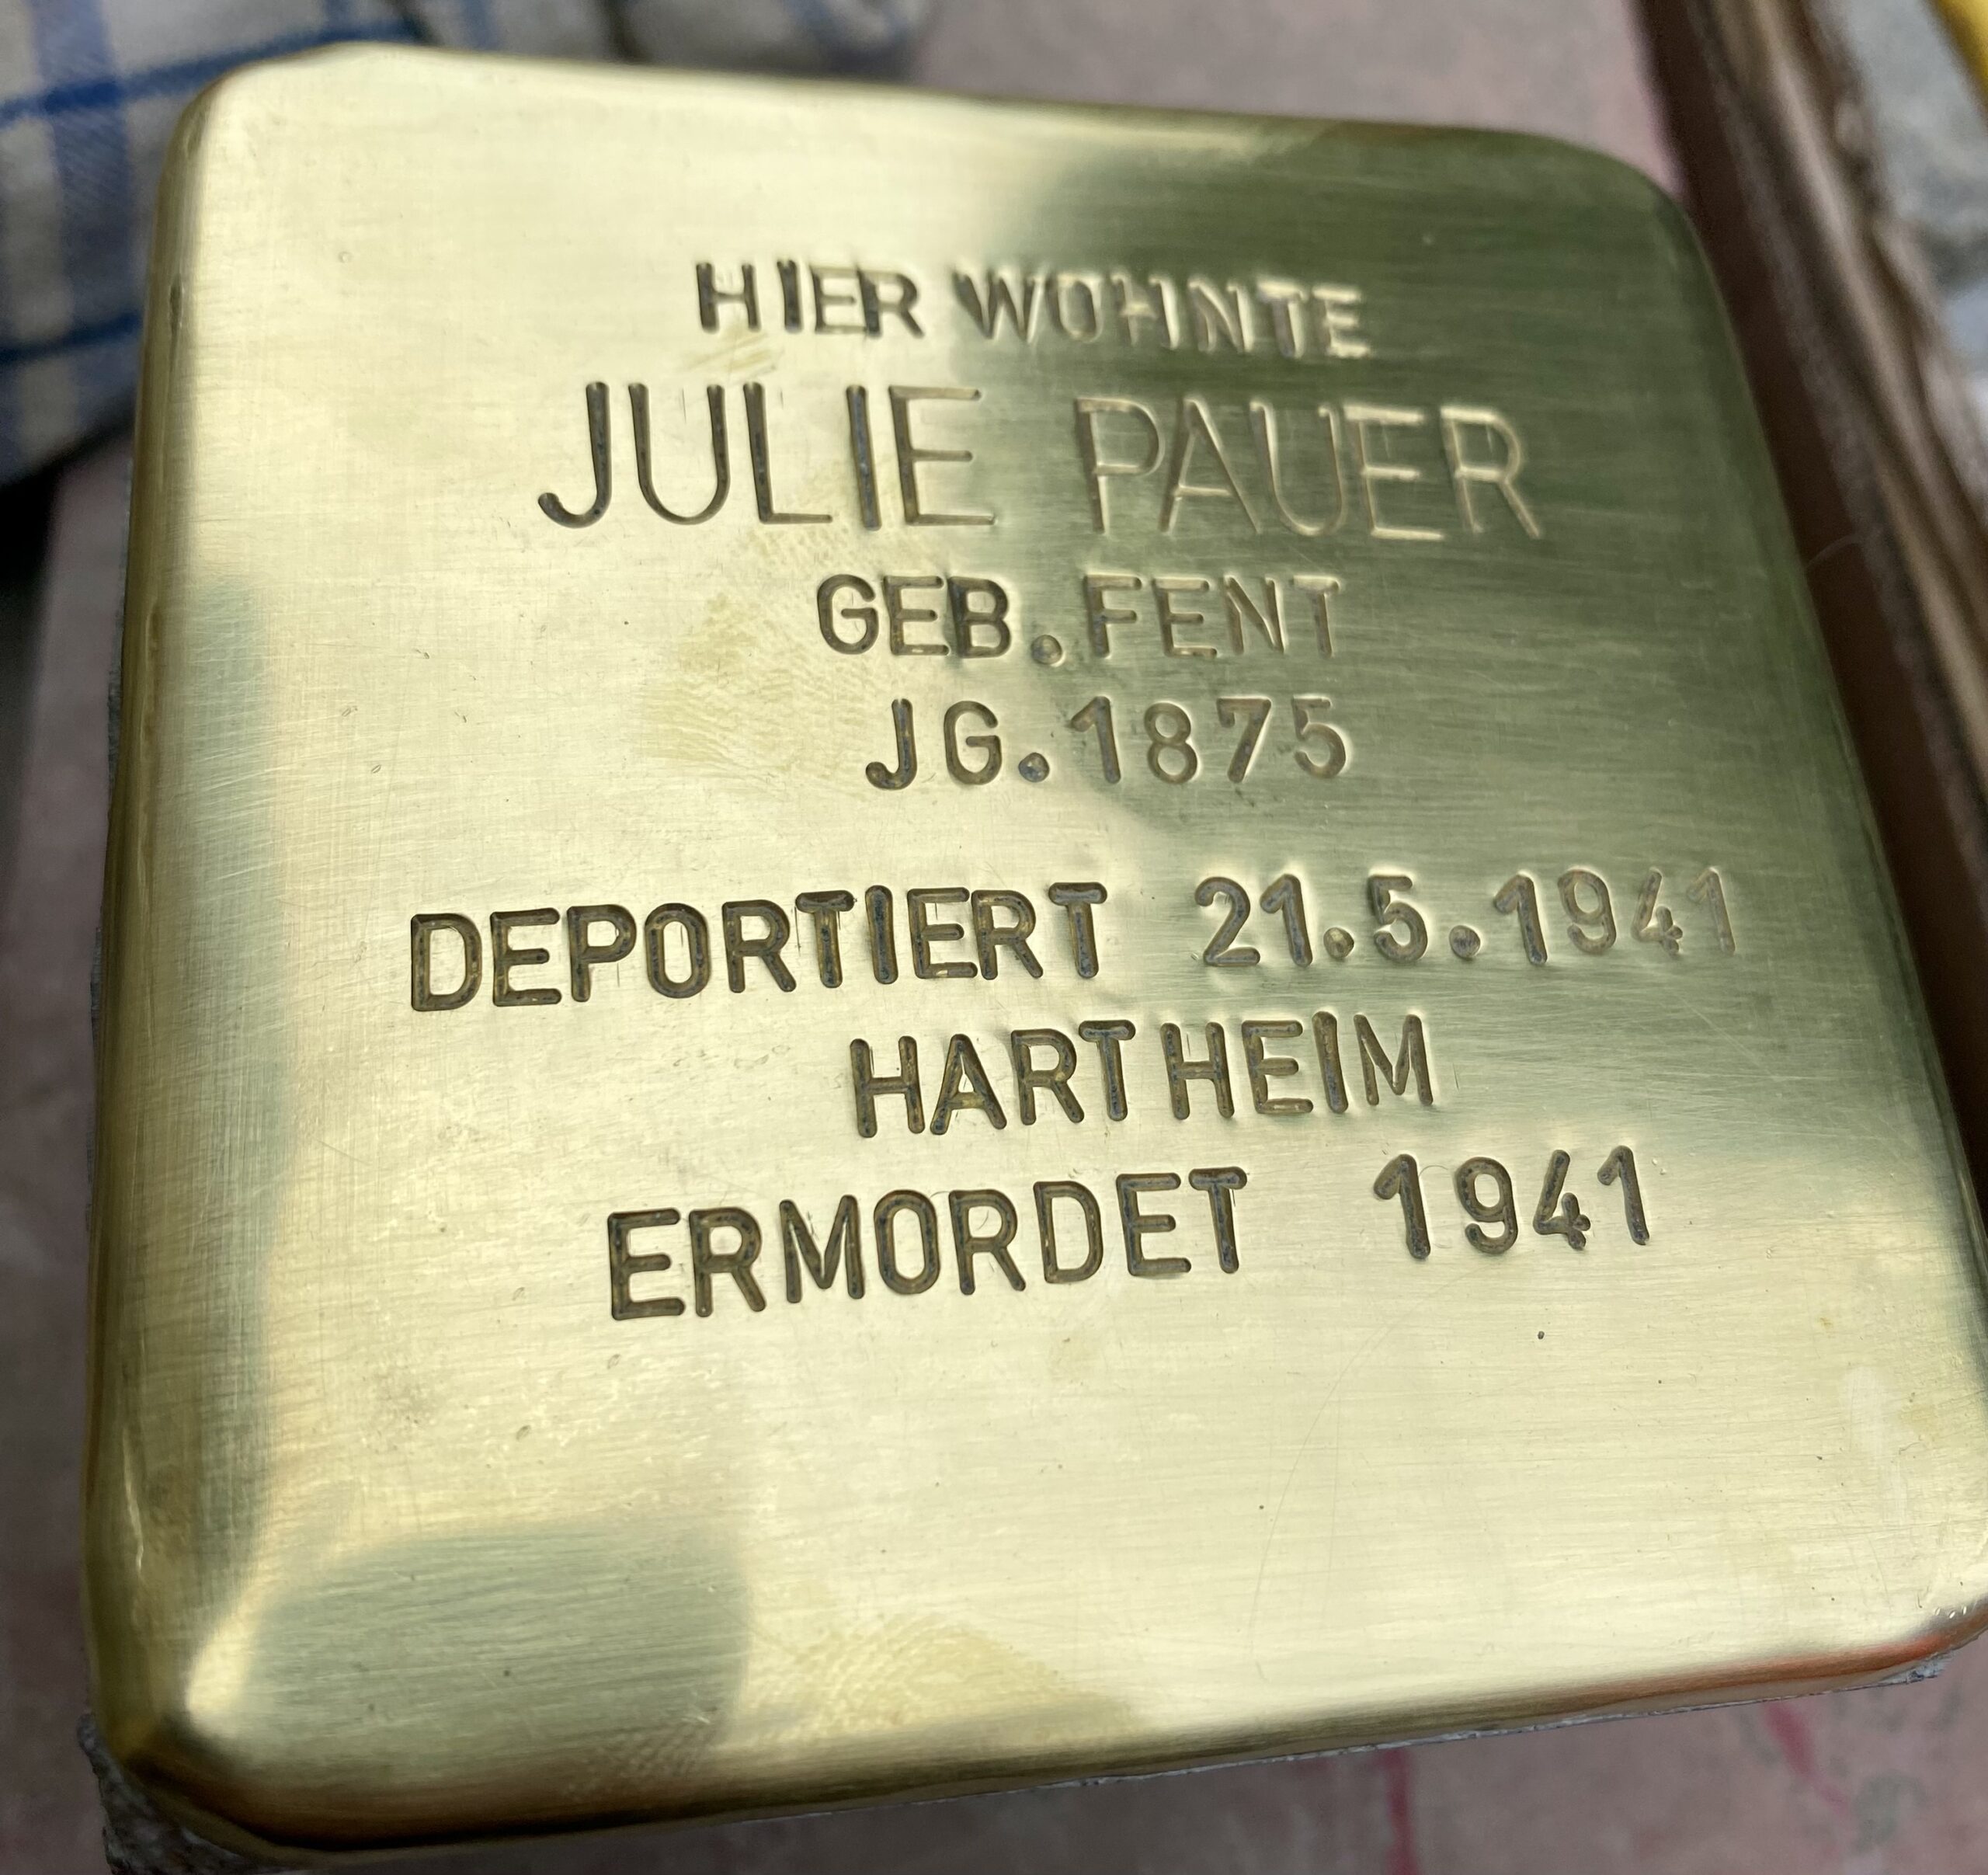 HIER WOHNTE
JULIE PAUER
GEB. FENT
JG. 1875
DEPORTIERT 21.5.1941
HARTHEIM
ERMORDET 1941